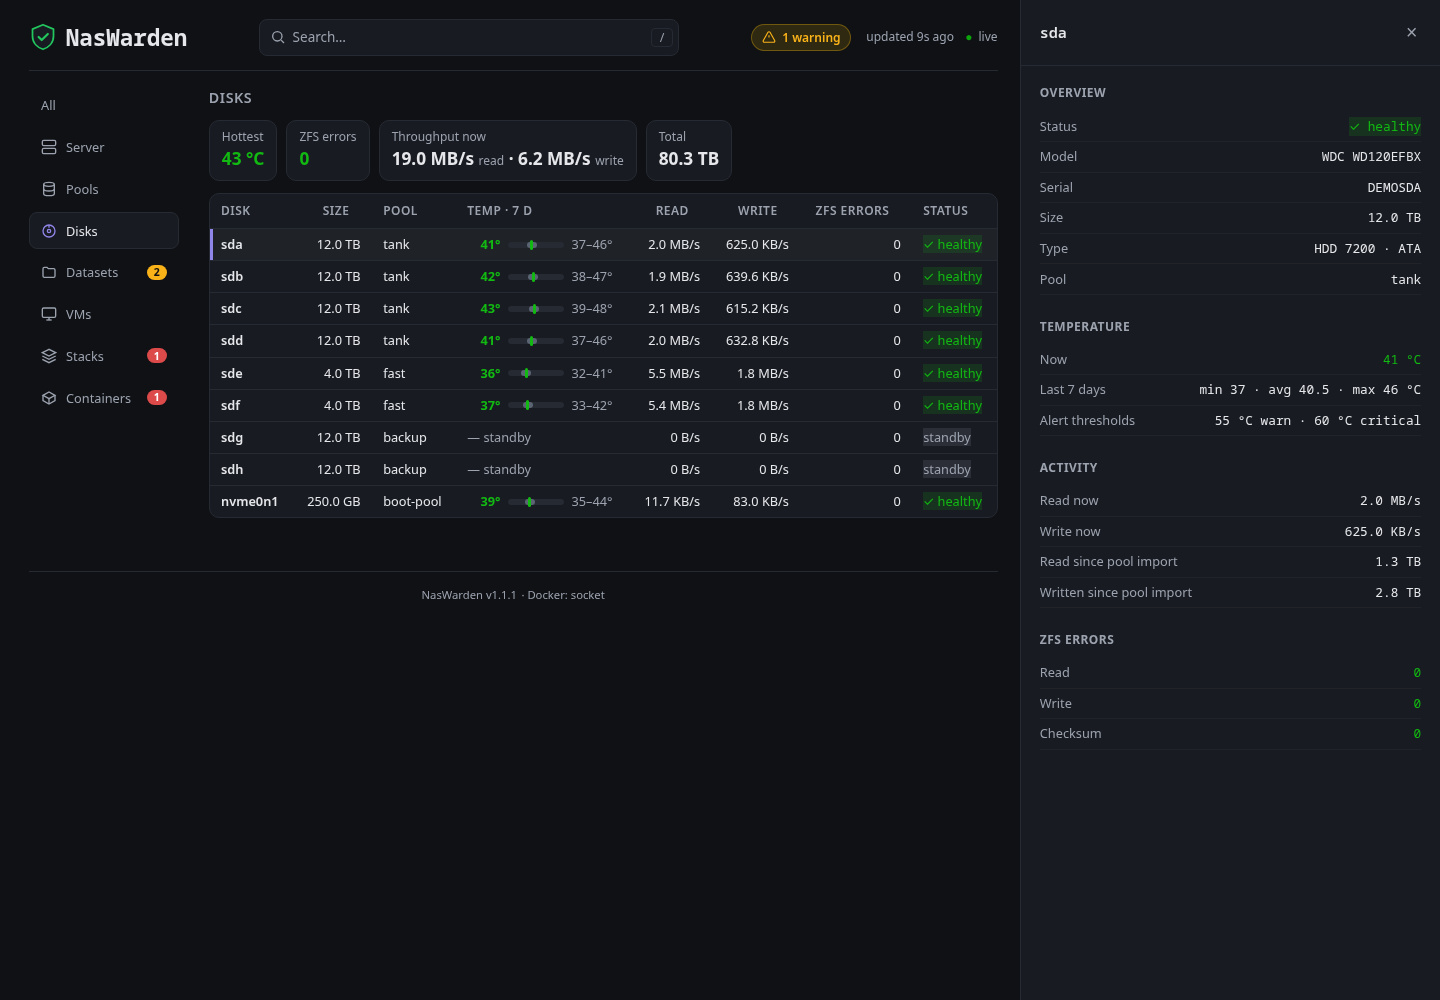 NasWarden
Search...
/
1 warning
updated 9s ago
live
All
Server
Pools
Disks
Datasets 2
VMs
Stacks 1
Containers 1
DISKS
Hottest
43 °C
ZFS errors
0
Throughput now
19.0 MB/s read · 6.2 MB/s write
Total
80.3 TB
DISK SIZE POOL TEMP · 7 D READ WRITE ZFS ERRORS STATUS
sda 12.0 TB tank 41° 37–46° 2.0 MB/s 625.0 KB/s 0 ✓ healthy
sdb 12.0 TB tank 42° 38–47° 1.9 MB/s 639.6 KB/s 0 ✓ healthy
sdc 12.0 TB tank 43° 39–48° 2.1 MB/s 615.2 KB/s 0 ✓ healthy
sdd 12.0 TB tank 41° 37–46° 2.0 MB/s 632.8 KB/s 0 ✓ healthy
sde 4.0 TB fast 36° 32–41° 5.5 MB/s 1.8 MB/s 0 ✓ healthy
sdf 4.0 TB fast 37° 33–42° 5.4 MB/s 1.8 MB/s 0 ✓ healthy
sdg 12.0 TB backup — standby 0 B/s 0 B/s 0 standby
sdh 12.0 TB backup — standby 0 B/s 0 B/s 0 standby
nvme0n1 250.0 GB boot-pool 39° 35–44° 11.7 KB/s 83.0 KB/s 0 ✓ healthy
NasWarden v1.1.1 · Docker: socket
sda ×
OVERVIEW
Status ✓ healthy
Model WDC WD120EFBX
Serial DEMOSDA
Size 12.0 TB
Type HDD 7200 · ATA
Pool tank
TEMPERATURE
Now 41 °C
Last 7 days min 37 · avg 40.5 · max 46 °C
Alert thresholds 55 °C warn · 60 °C critical
ACTIVITY
Read now 2.0 MB/s
Write now 625.0 KB/s
Read since pool import 1.3 TB
Written since pool import 2.8 TB
ZFS ERRORS
Read 0
Write 0
Checksum 0